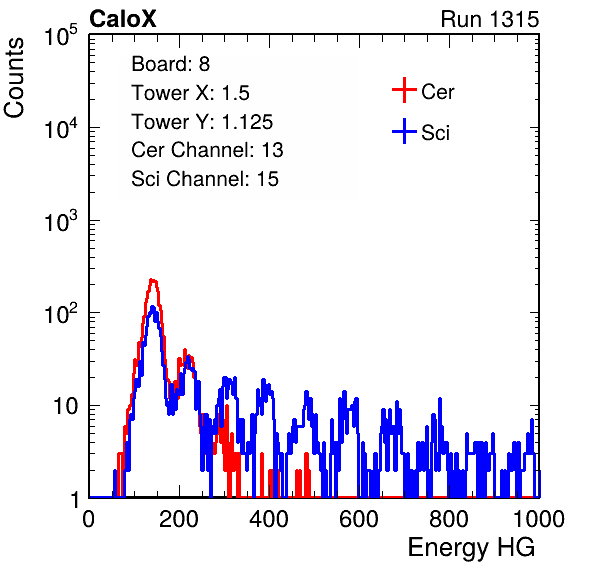 CaloX Run 1315
Counts
10^5
10^4
10^3
10^2
10
1
Board: 8
Tower X: 1.5
Tower Y: 1.125
Cer Channel: 13
Sci Channel: 15
Cer
Sci
0 200 400 600 800 1000
Energy HG